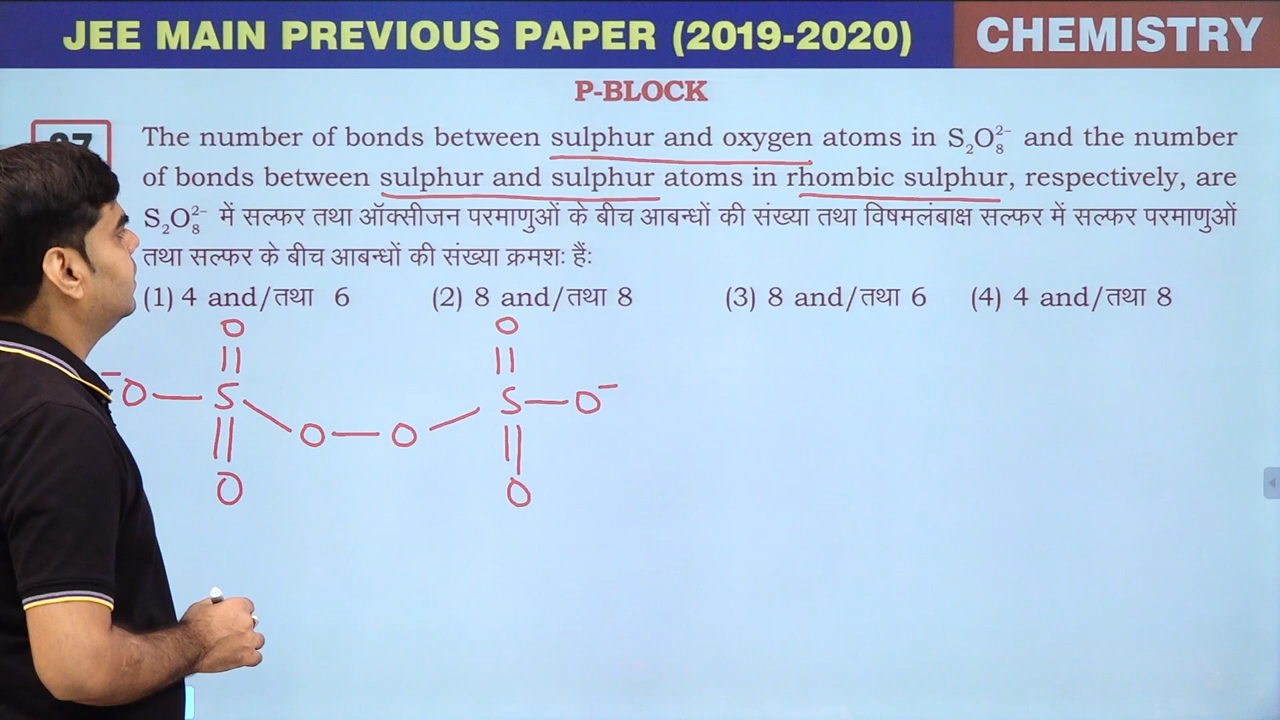 JEE MAIN PREVIOUS PAPER (2019-2020) CHEMISTRY
P-BLOCK
The number of bonds between sulphur and oxygen atoms in S₂O₈²⁻ and the number
of bonds between sulphur and sulphur atoms in rhombic sulphur, respectively, are
S₂O₈²⁻ में सल्फर तथा ऑक्सीजन परमाणुओं के बीच आबन्धों की संख्या तथा विषमलंबाक्ष सल्फर में सल्फर परमाणुओं
तथा सल्फर के बीच आबन्धों की संख्या क्रमशः हैंः
(1) 4 and/तथा 6 (2) 8 and/तथा 8 (3) 8 and/तथा 6 (4) 4 and/तथा 8
O O
⁻O—S S—O⁻
O—O
O O